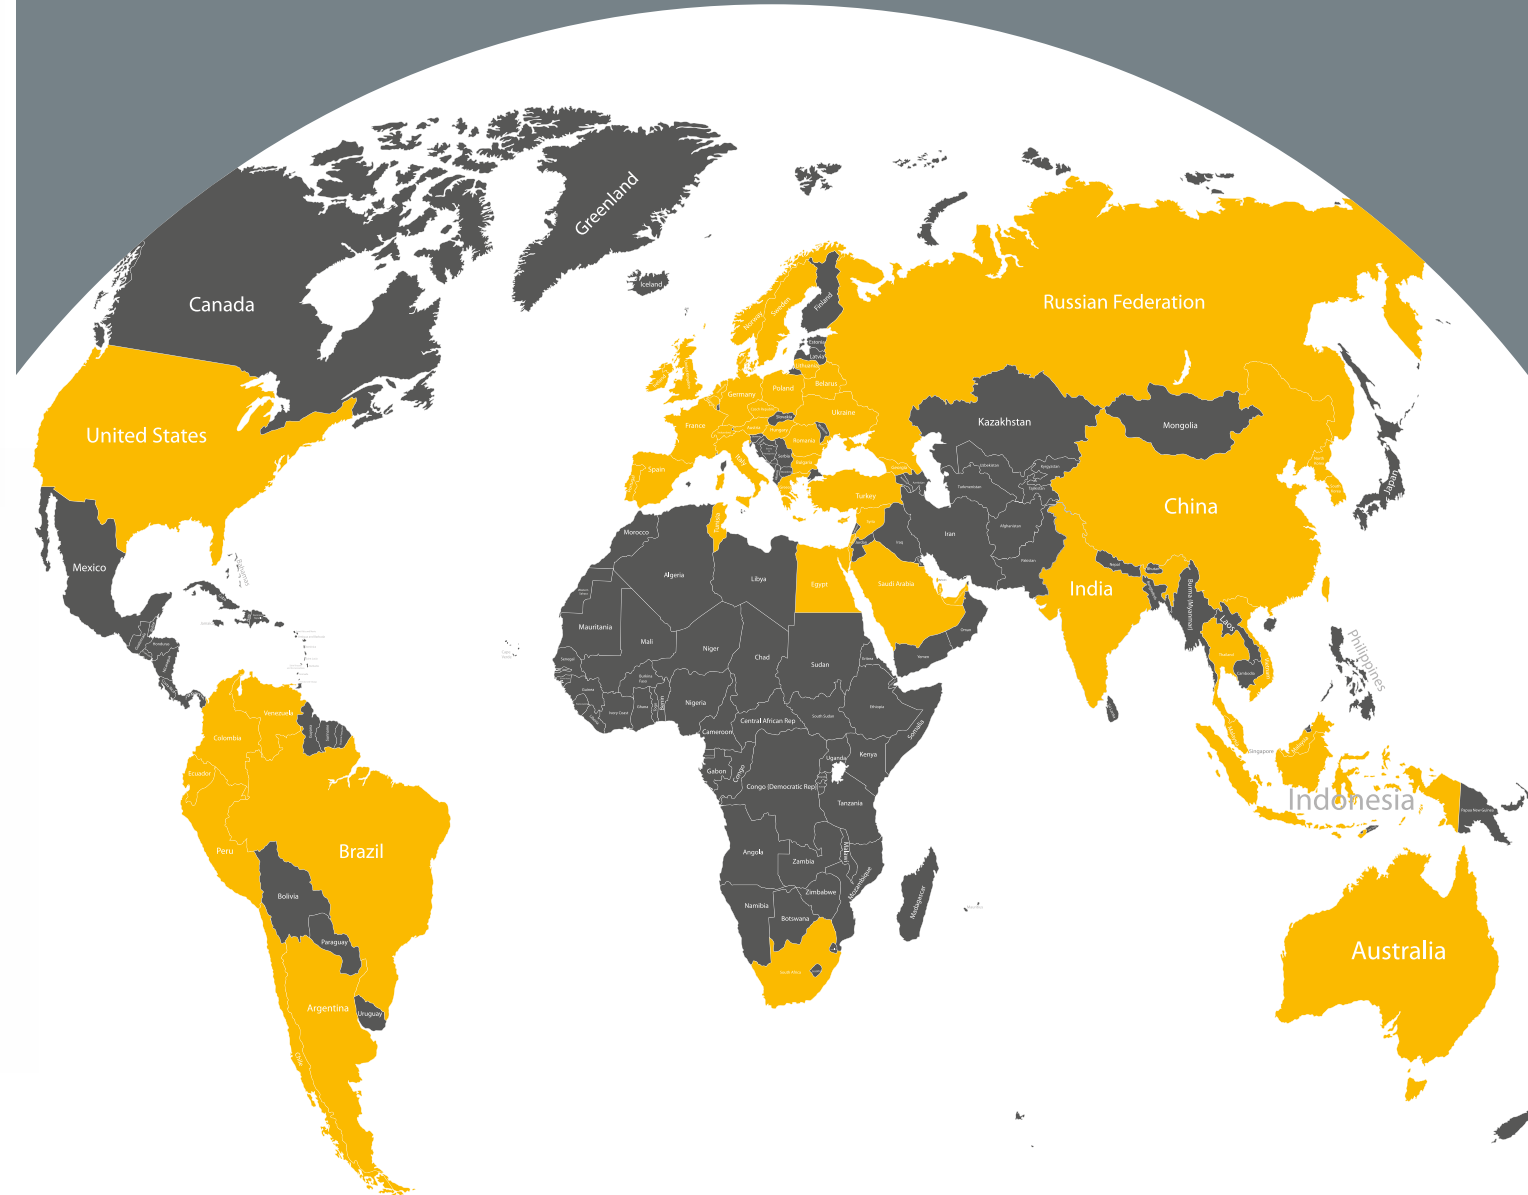 Greenland
Iceland
Canada
Russian Federation
Finland
Norway
Sweden
Estonia
Latvia
Lithuania
Belarus
Poland
Germany
Ukraine
Slovakia
France
Romania
Serbia
Italy
Spain
Turkey
United States
Kazakhstan
Mongolia
Uzbekistan
Kyrgyzstan
Turkmenistan
Tajikistan
China
Japan
Mexico
Bahamas
Morocco
Tunisia
Algeria
Libya
Egypt
Saudi Arabia
Iraq
Iran
Afghanistan
Pakistan
Nepal
India
Burma (Myanmar)
Laos
Cambodia
Philippines
Mauritania
Mali
Niger
Chad
Sudan
Oman
Yemen
Senegal
Burkina
Faso
Guinea
Ivory Coast
Ghana
Benin
Nigeria
Cameroon
Central African Rep
South Sudan
Ethiopia
Somalia
Honduras
Venezuela
Colombia
Ecuador
Peru
Brazil
Gabon
Congo
Congo (Democratic Rep)
Uganda
Kenya
Tanzania
Singapore
Indonesia
Papua New Guinea
Bolivia
Paraguay
Angola
Zambia
Malawi
Mozambique
Zimbabwe
Namibia
Botswana
Madagascar
South Africa
Australia
Argentina
Uruguay
Chile